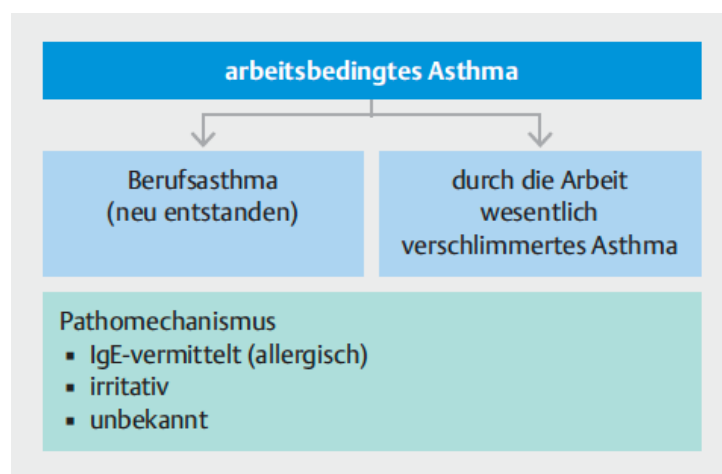 arbeitsbedingtes Asthma
Berufsasthma
(neu entstanden)
durch die Arbeit
wesentlich
verschlimmertes Asthma
Pathomechanismus
▪ IgE-vermittelt (allergisch)
▪ irritativ
▪ unbekannt